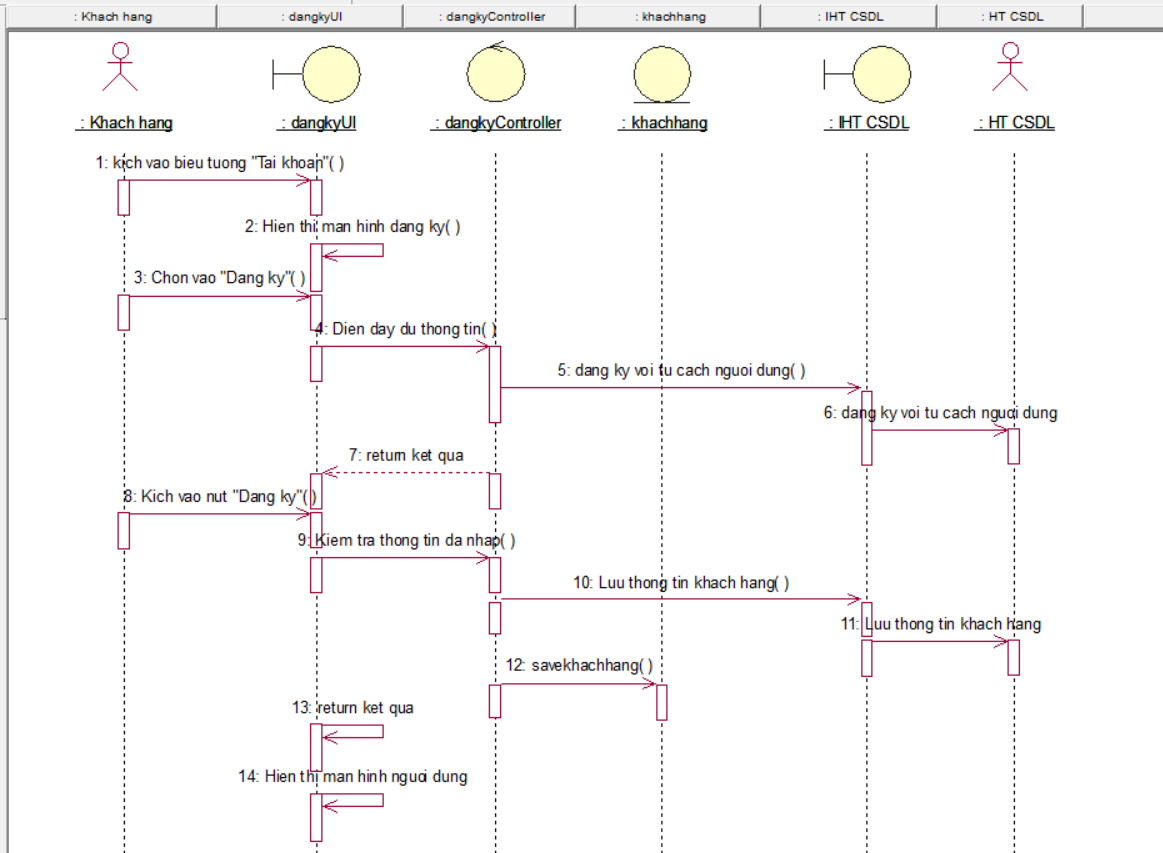 : Khach hang
: dangkyUI
: dangkyController
: khachhang
: IHT CSDL
: HT CSDL
: Khach hang
: dangkyUI
: dangkyController
: khachhang
: IHT CSDL
: HT CSDL
1: kich vao bieu tuong "Tai khoan"( )
2: Hien thi man hinh dang ky( )
3: Chon vao "Dang ky"( )
4: Dien day du thong tin( )
5: dang ky voi tu cach nguoi dung( )
6: dang ky voi tu cach nguoi dung
7: return ket qua
8: Kich vao nut "Dang ky"( )
9: Kiem tra thong tin da nhap( )
10: Luu thong tin khach hang( )
11: Luu thong tin khach hang
12: savekhachhang( )
13: return ket qua
14: Hien thi man hinh nguoi dung